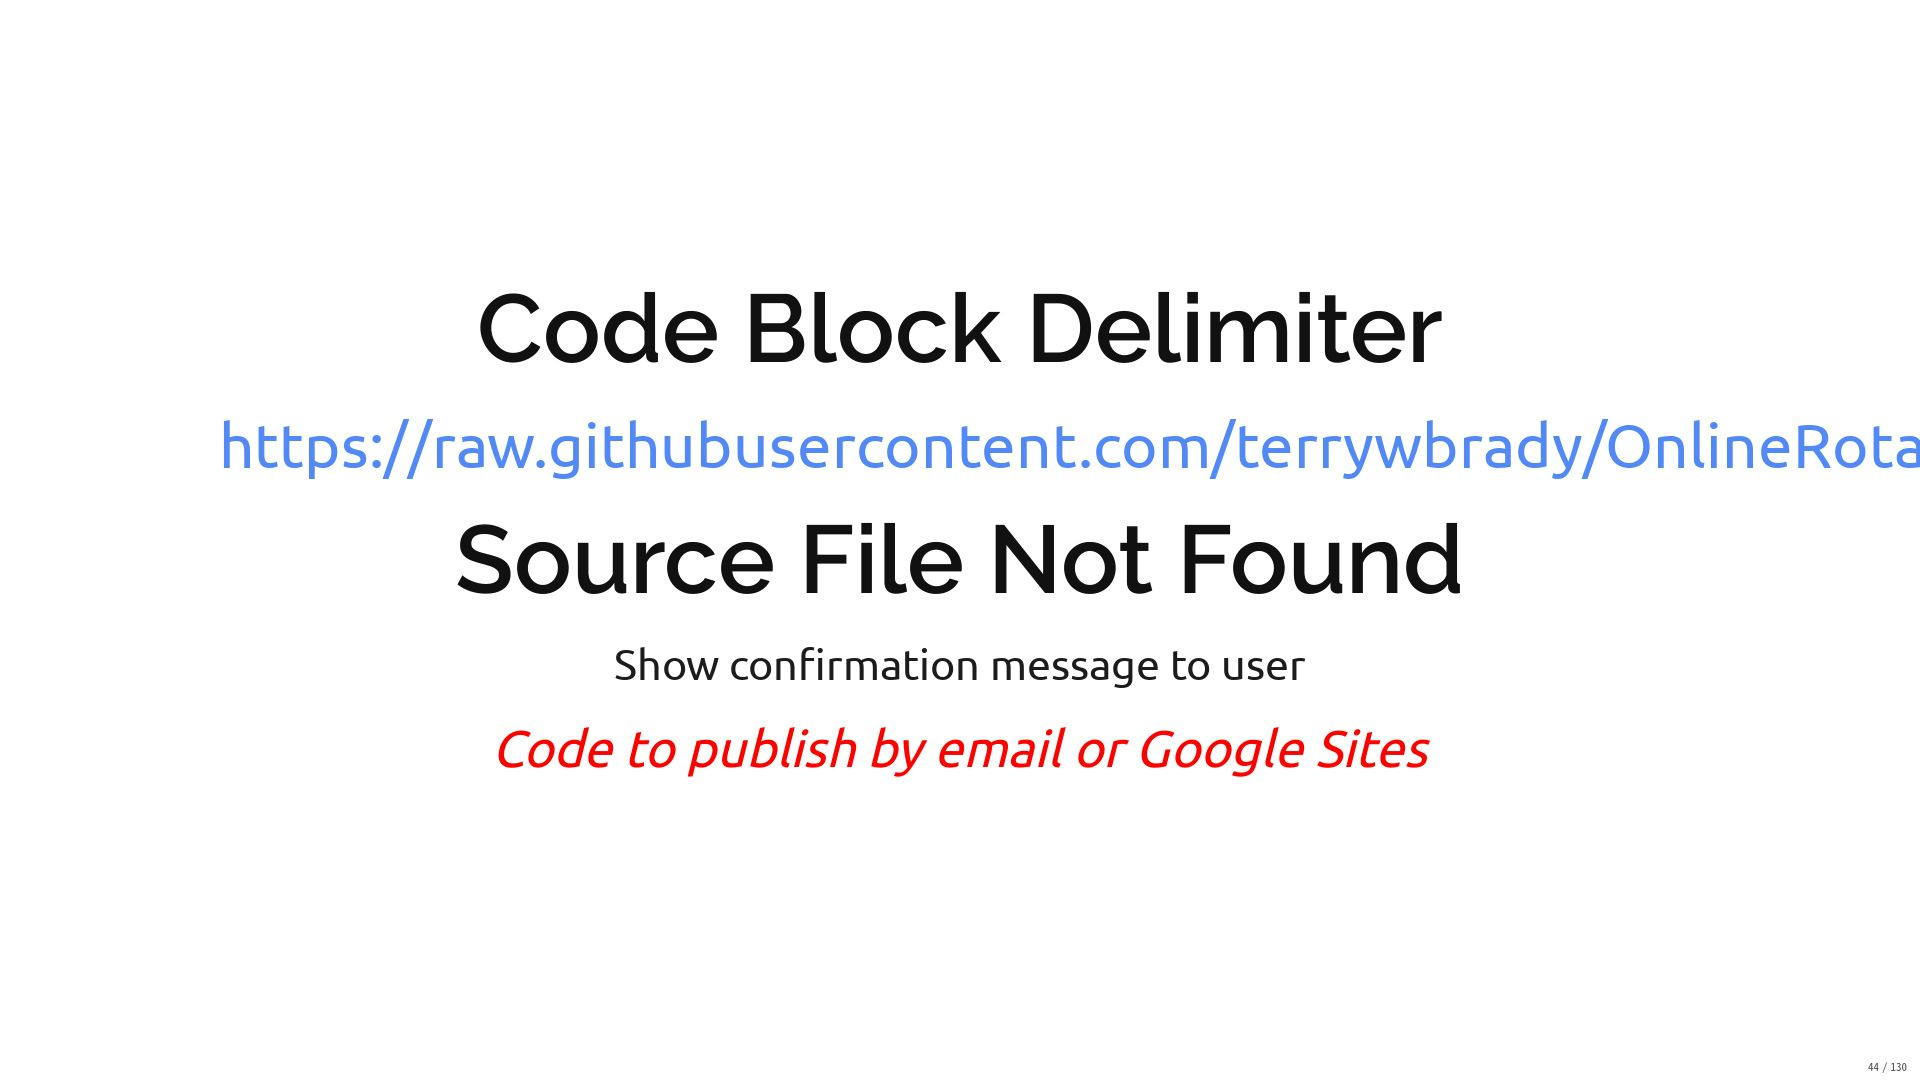 Code Block Delimiter
https://raw.githubusercontent.com/terrywbrady/OnlineRota
Source File Not Found
Show confirmation message to user
Code to publish by email or Google Sites
44 / 130